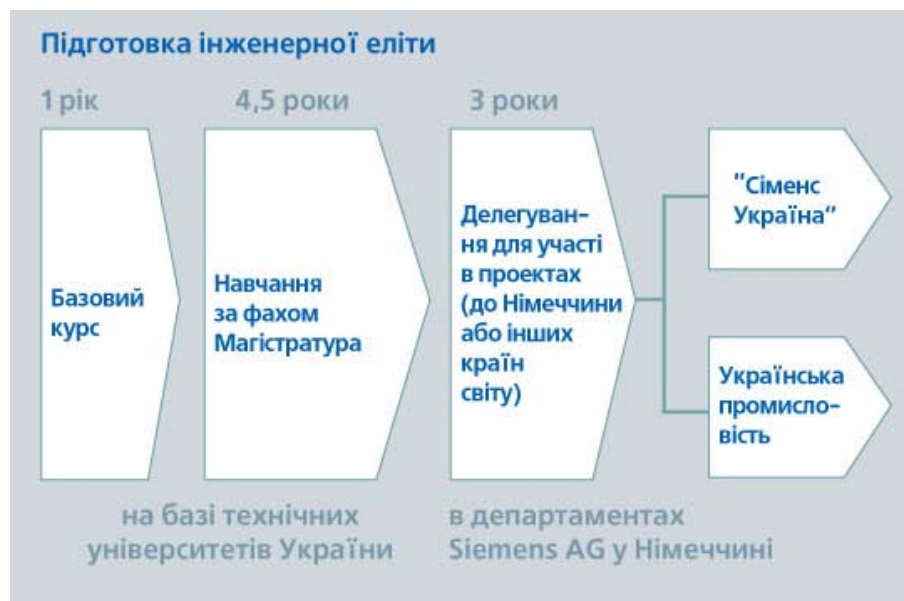 Підготовка інженерної еліти
1 рік
4,5 роки
3 роки
Базовий
курс
Навчання
за фахом
Магістратура
Делегуван-
ня для участі
в проектах
(до Німеччини
або інших
країн
світу)
"Сіменс
Україна"
Українська
промисло-
вість
на базі технічних
університетів України
в департаментах
Siemens AG у Німеччині